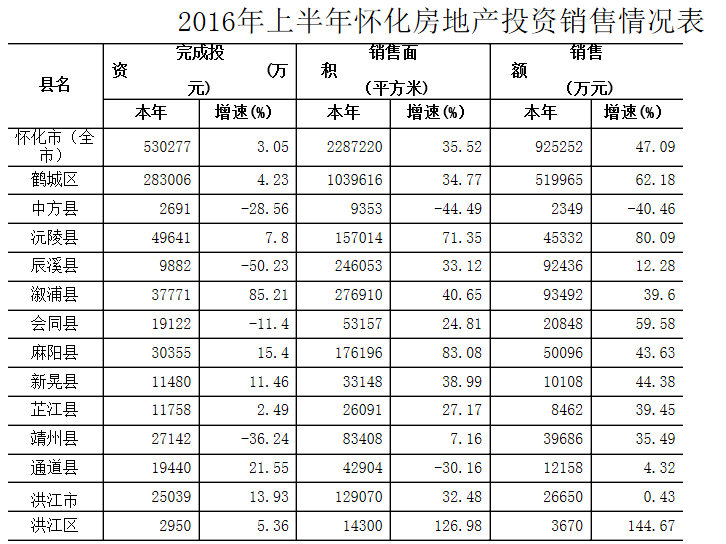 2016年上半年怀化房地产投资销售情况表
县名 完成投资（万元） 销售面积（平方米） 销售额（万元）
本年 增速(%) 本年 增速(%) 本年 增速(%)
怀化市（全市） 530277 3.05 2287220 35.52 925252 47.09
鹤城区 283006 4.23 1039616 34.77 519965 62.18
中方县 2691 -28.56 9353 -44.49 2349 -40.46
沅陵县 49641 7.8 157014 71.35 45332 80.09
辰溪县 9882 -50.23 246053 33.12 92436 12.28
溆浦县 37771 85.21 276910 40.65 93492 39.6
会同县 19122 -11.4 53157 24.81 20848 59.58
麻阳县 30355 15.4 176196 83.08 50096 43.63
新晃县 11480 11.46 33148 38.99 10108 44.38
芷江县 11758 2.49 26091 27.17 8462 39.45
靖州县 27142 -36.24 83408 7.16 39686 35.49
通道县 19440 21.55 42904 -30.16 12158 4.32
洪江市 25039 13.93 129070 32.48 26650 0.43
洪江区 2950 5.36 14300 126.98 3670 144.67